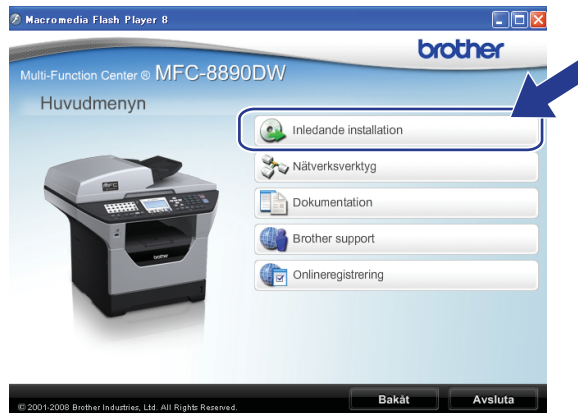 Macromedia Flash Player 8
brother
Multi-Function Center ® MFC-8890DW
Huvudmenyn
Inledande installation
Nätverksverktyg
Dokumentation
Brother support
Onlineregistrering
© 2001-2008 Brother Industries, Ltd. All Rights Reserved.
Bakåt
Avsluta